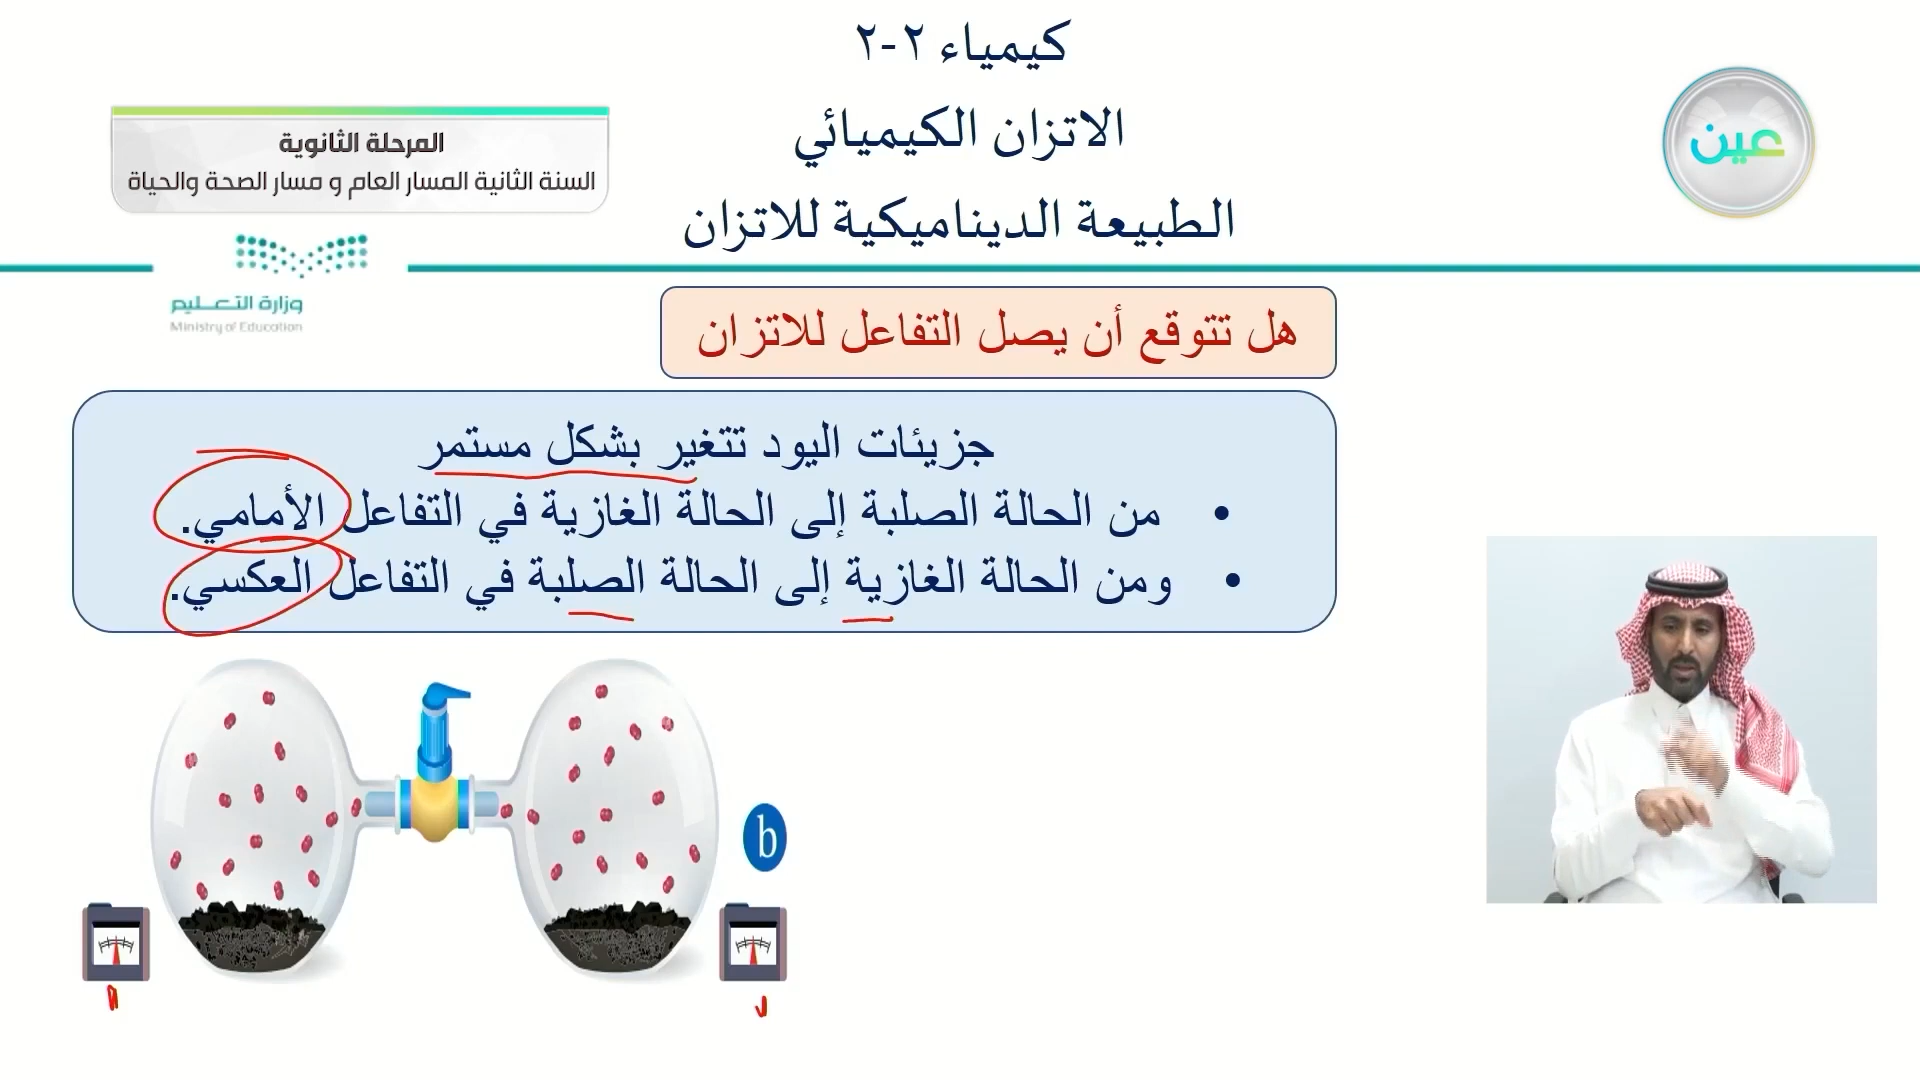 كيمياء ٢-٢
الاتزان الكيميائي
الطبيعة الديناميكية للاتزان
عين
المرحلة الثانوية
السنة الثانية المسار العام و مسار الصحة والحياة
وزارة التعليم
Ministry of Education
هل تتوقع أن يصل التفاعل للاتزان
جزيئات اليود تتغير بشكل مستمر
• من الحالة الصلبة إلى الحالة الغازية في التفاعل الأمامي.
• ومن الحالة الغازية إلى الحالة الصلبة في التفاعل العكسي.
b